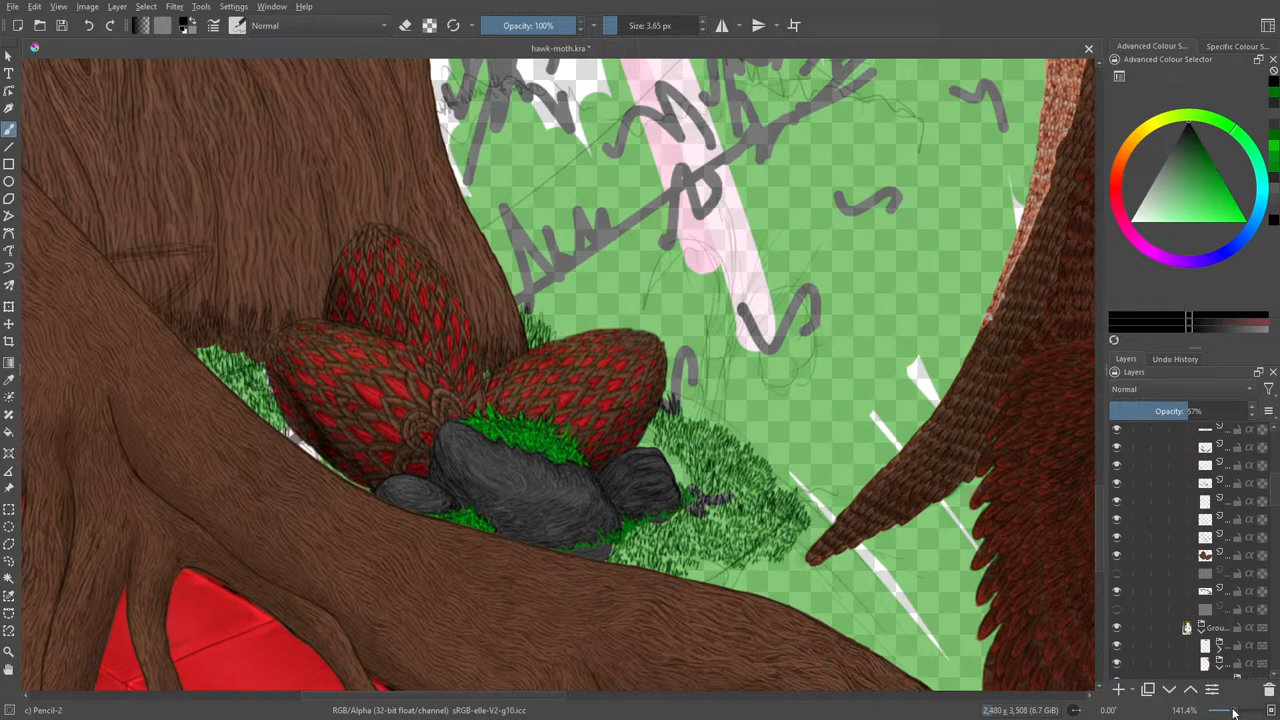 File Edit View Image Layer Select Filter Tools Settings Window Help
Normal Opacity: 100% Size: 3.65 px
hawk-moth.kra *
Advanced Colour S... Specific Colour S...
Advanced Colour Selector
Layers Undo History
Layers
Normal
Opacity: 57%
Grou...
c) Pencil-2 RGB/Alpha (32-bit float/channel) sRGB-elle-V2-g10.icc 2,480 x 3,508 (6.7 GiB) 0.00° 141.4%